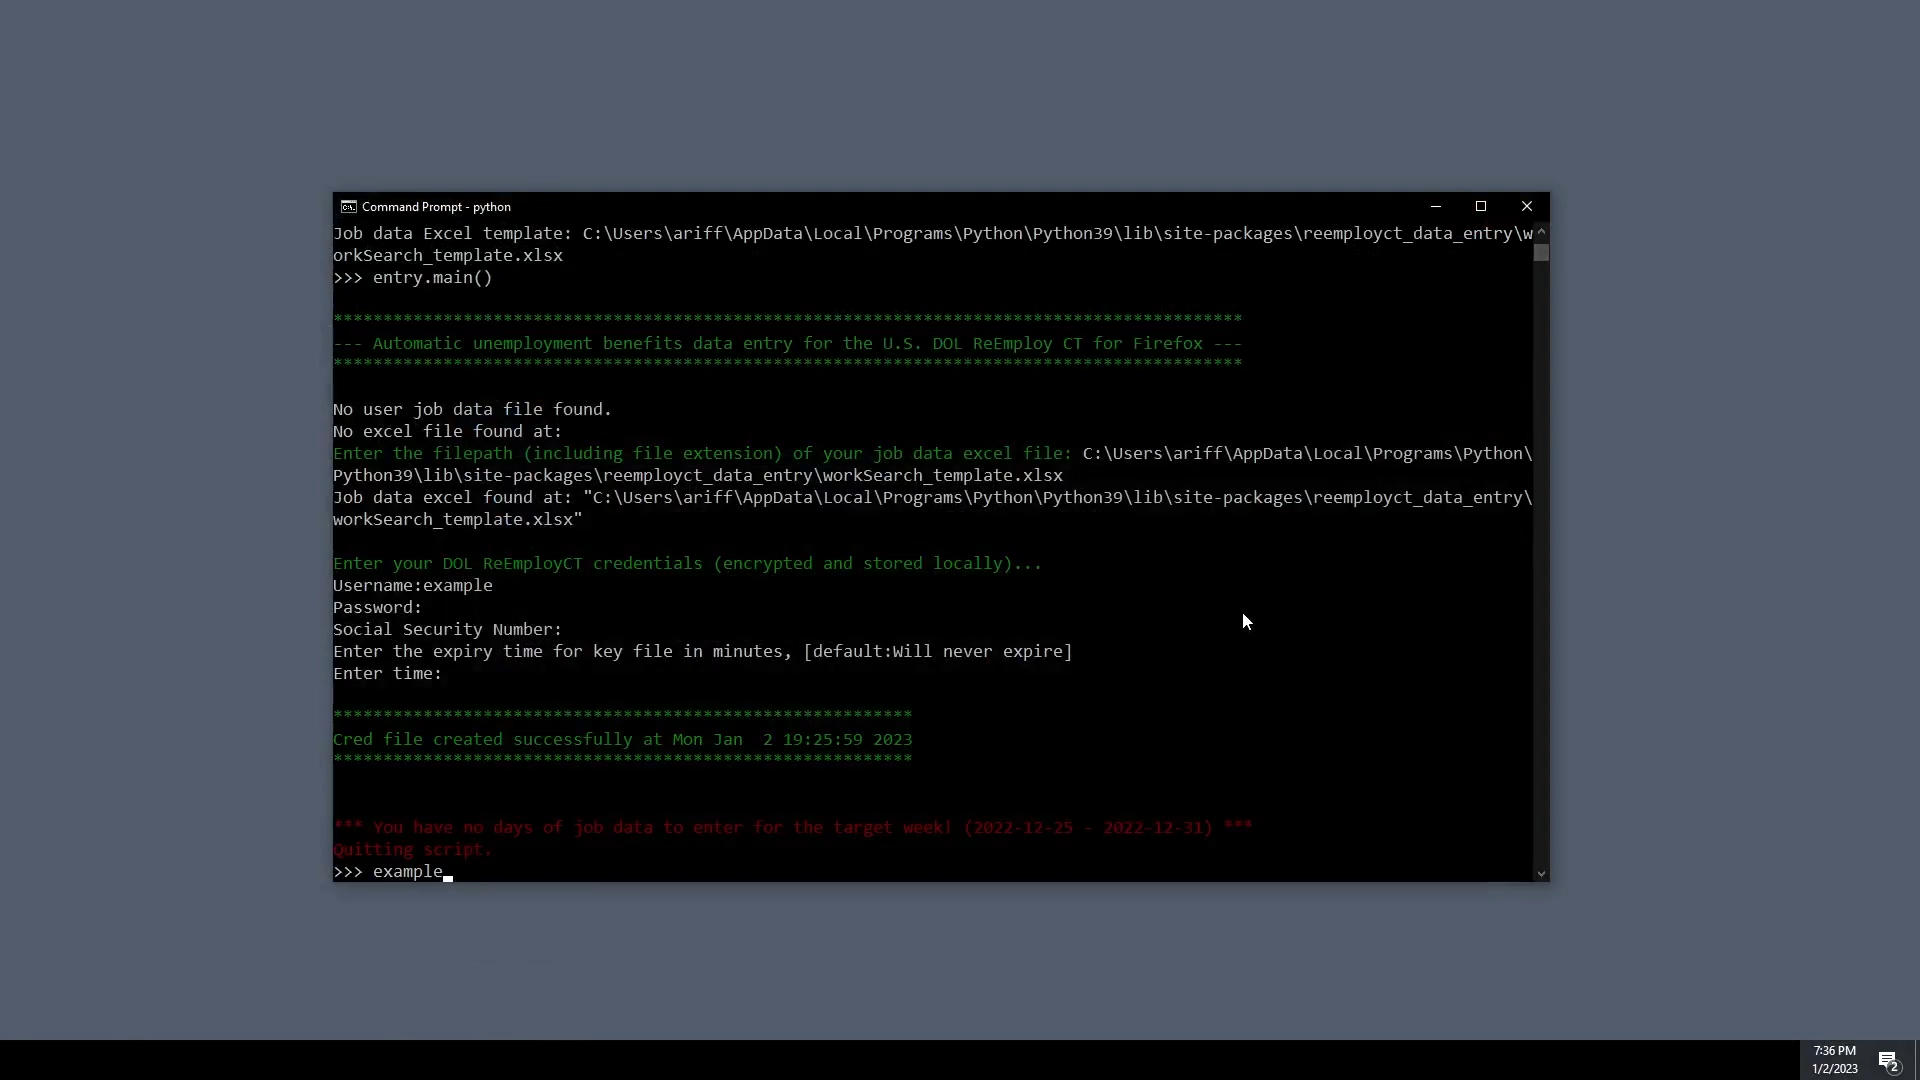 Command Prompt - python
Job data Excel template: C:\Users\ariff\AppData\Local\Programs\Python\Python39\lib\site-packages\reemployct_data_entry\w
orkSearch_template.xlsx
>>> entry.main()
*******************************************************************************************
--- Automatic unemployment benefits data entry for the U.S. DOL ReEmploy CT for Firefox ---
*******************************************************************************************
No user job data file found.
No excel file found at:
Enter the filepath (including file extension) of your job data excel file: C:\Users\ariff\AppData\Local\Programs\Python\
Python39\lib\site-packages\reemployct_data_entry\workSearch_template.xlsx
Job data excel found at: "C:\Users\ariff\AppData\Local\Programs\Python\Python39\lib\site-packages\reemployct_data_entry\
workSearch_template.xlsx"
Enter your DOL ReEmployCT credentials (encrypted and stored locally)...
Username:example
Password:
Social Security Number:
Enter the expiry time for key file in minutes, [default:Will never expire]
Enter time:
**********************************************************
Cred file created successfully at Mon Jan  2 19:25:59 2023
**********************************************************
*** You have no days of job data to enter for the target week! (2022-12-25 - 2022-12-31) ***
Quitting script.
>>> example
7:36 PM
1/2/2023
2